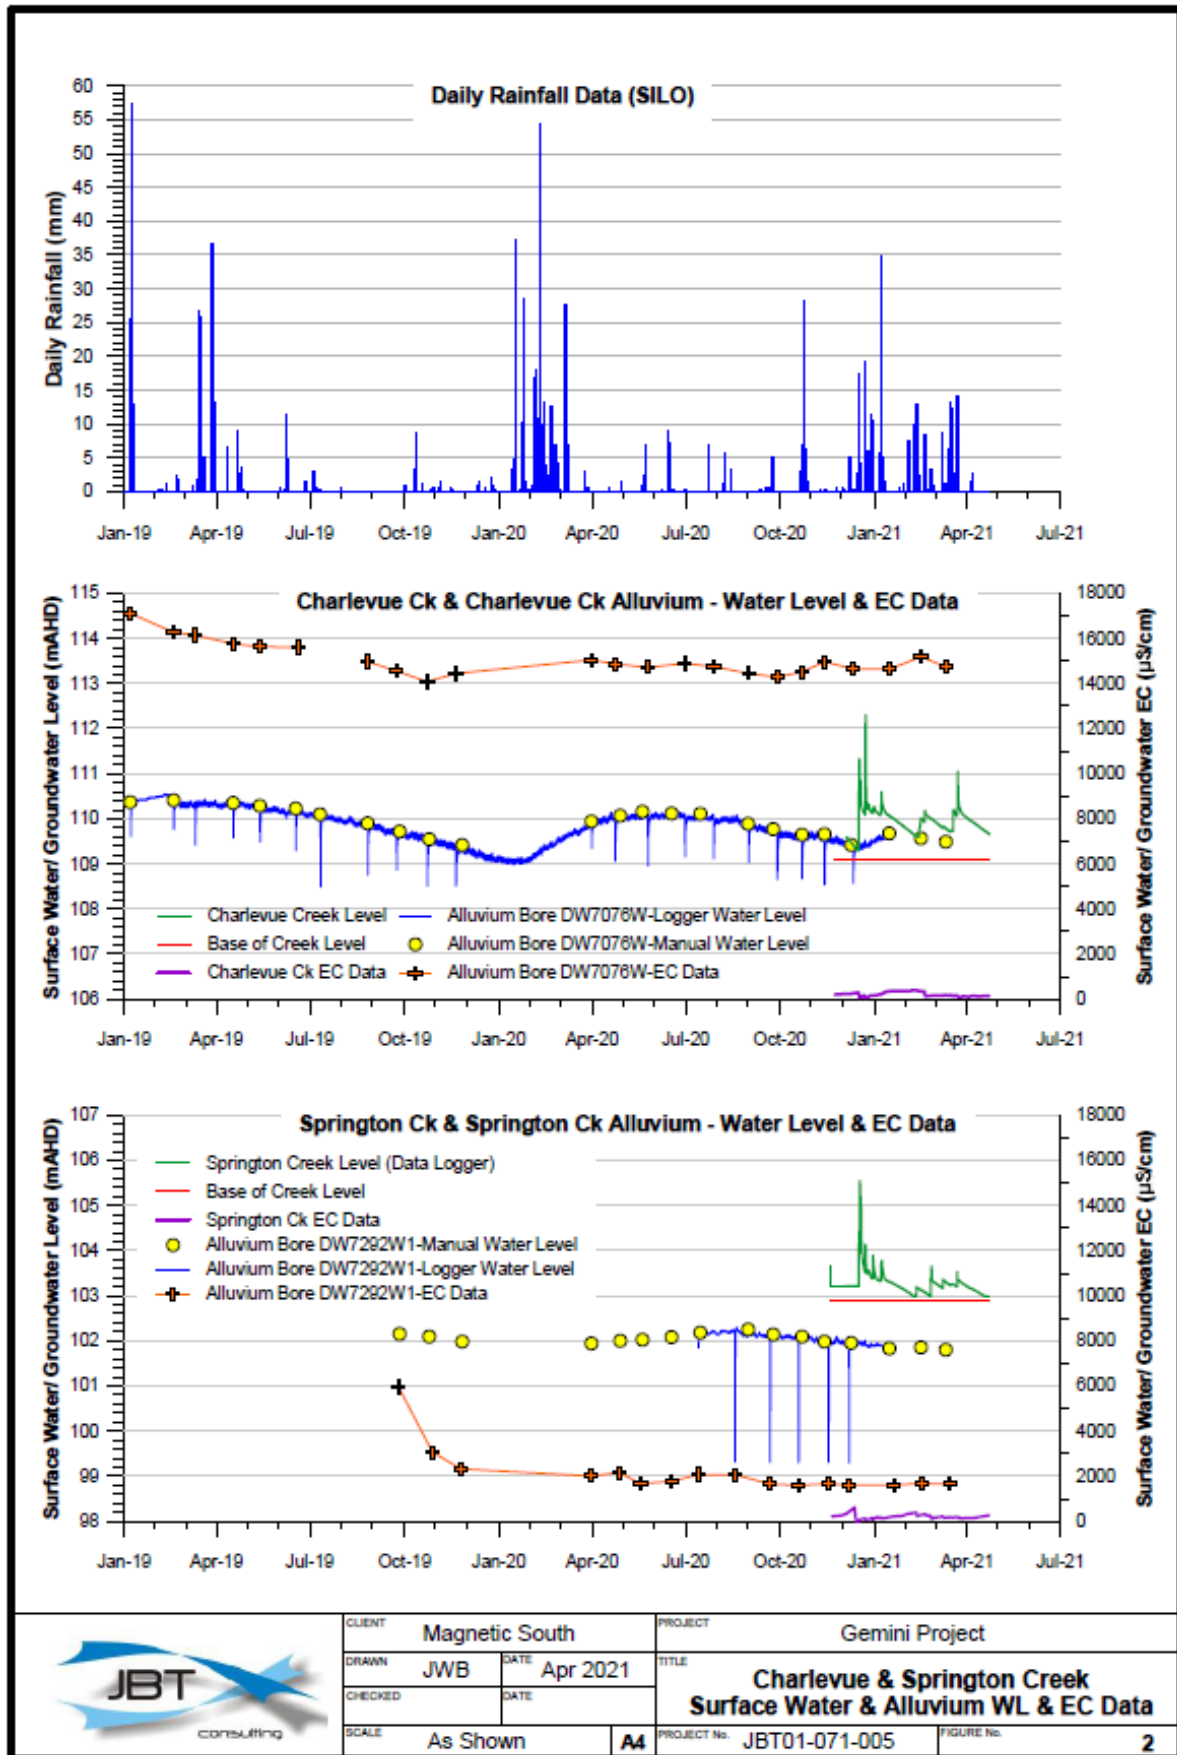 Daily Rainfall Data (SILO)
Daily Rainfall (mm)
60
55
50
45
40
35
30
25
20
15
10
5
0
Jan-19 Apr-19 Jul-19 Oct-19 Jan-20 Apr-20 Jul-20 Oct-20 Jan-21 Apr-21 Jul-21
Charlevue Ck & Charlevue Ck Alluvium - Water Level & EC Data
Surface Water/ Groundwater Level (mAHD)
115
114
113
112
111
110
109
108
107
106
18000
16000
14000
12000
10000
8000
6000
4000
2000
0
Surface Water/ Groundwater EC (µS/cm)
Charlevue Creek Level
Alluvium Bore DW7076W-Logger Water Level
Base of Creek Level
Alluvium Bore DW7076W-Manual Water Level
Charlevue Ck EC Data
Alluvium Bore DW7076W-EC Data
Jan-19 Apr-19 Jul-19 Oct-19 Jan-20 Apr-20 Jul-20 Oct-20 Jan-21 Apr-21 Jul-21
Springton Ck & Springton Ck Alluvium - Water Level & EC Data
Surface Water/ Groundwater Level (mAHD)
107
106
105
104
103
102
101
100
99
98
18000
16000
14000
12000
10000
8000
6000
4000
2000
0
Surface Water/ Groundwater EC (µS/cm)
Springton Creek Level (Data Logger)
Base of Creek Level
Springton Ck EC Data
Alluvium Bore DW7292W1-Manual Water Level
Alluvium Bore DW7292W1-Logger Water Level
Alluvium Bore DW7292W1-EC Data
Jan-19 Apr-19 Jul-19 Oct-19 Jan-20 Apr-20 Jul-20 Oct-20 Jan-21 Apr-21 Jul-21
JBT
consulting
CLIENT Magnetic South
PROJECT Gemini Project
DRAWN JWB DATE Apr 2021
TITLE Charlevue & Springton Creek
Surface Water & Alluvium WL & EC Data
CHECKED DATE
SCALE As Shown A4
PROJECT No. JBT01-071-005
FIGURE No. 2